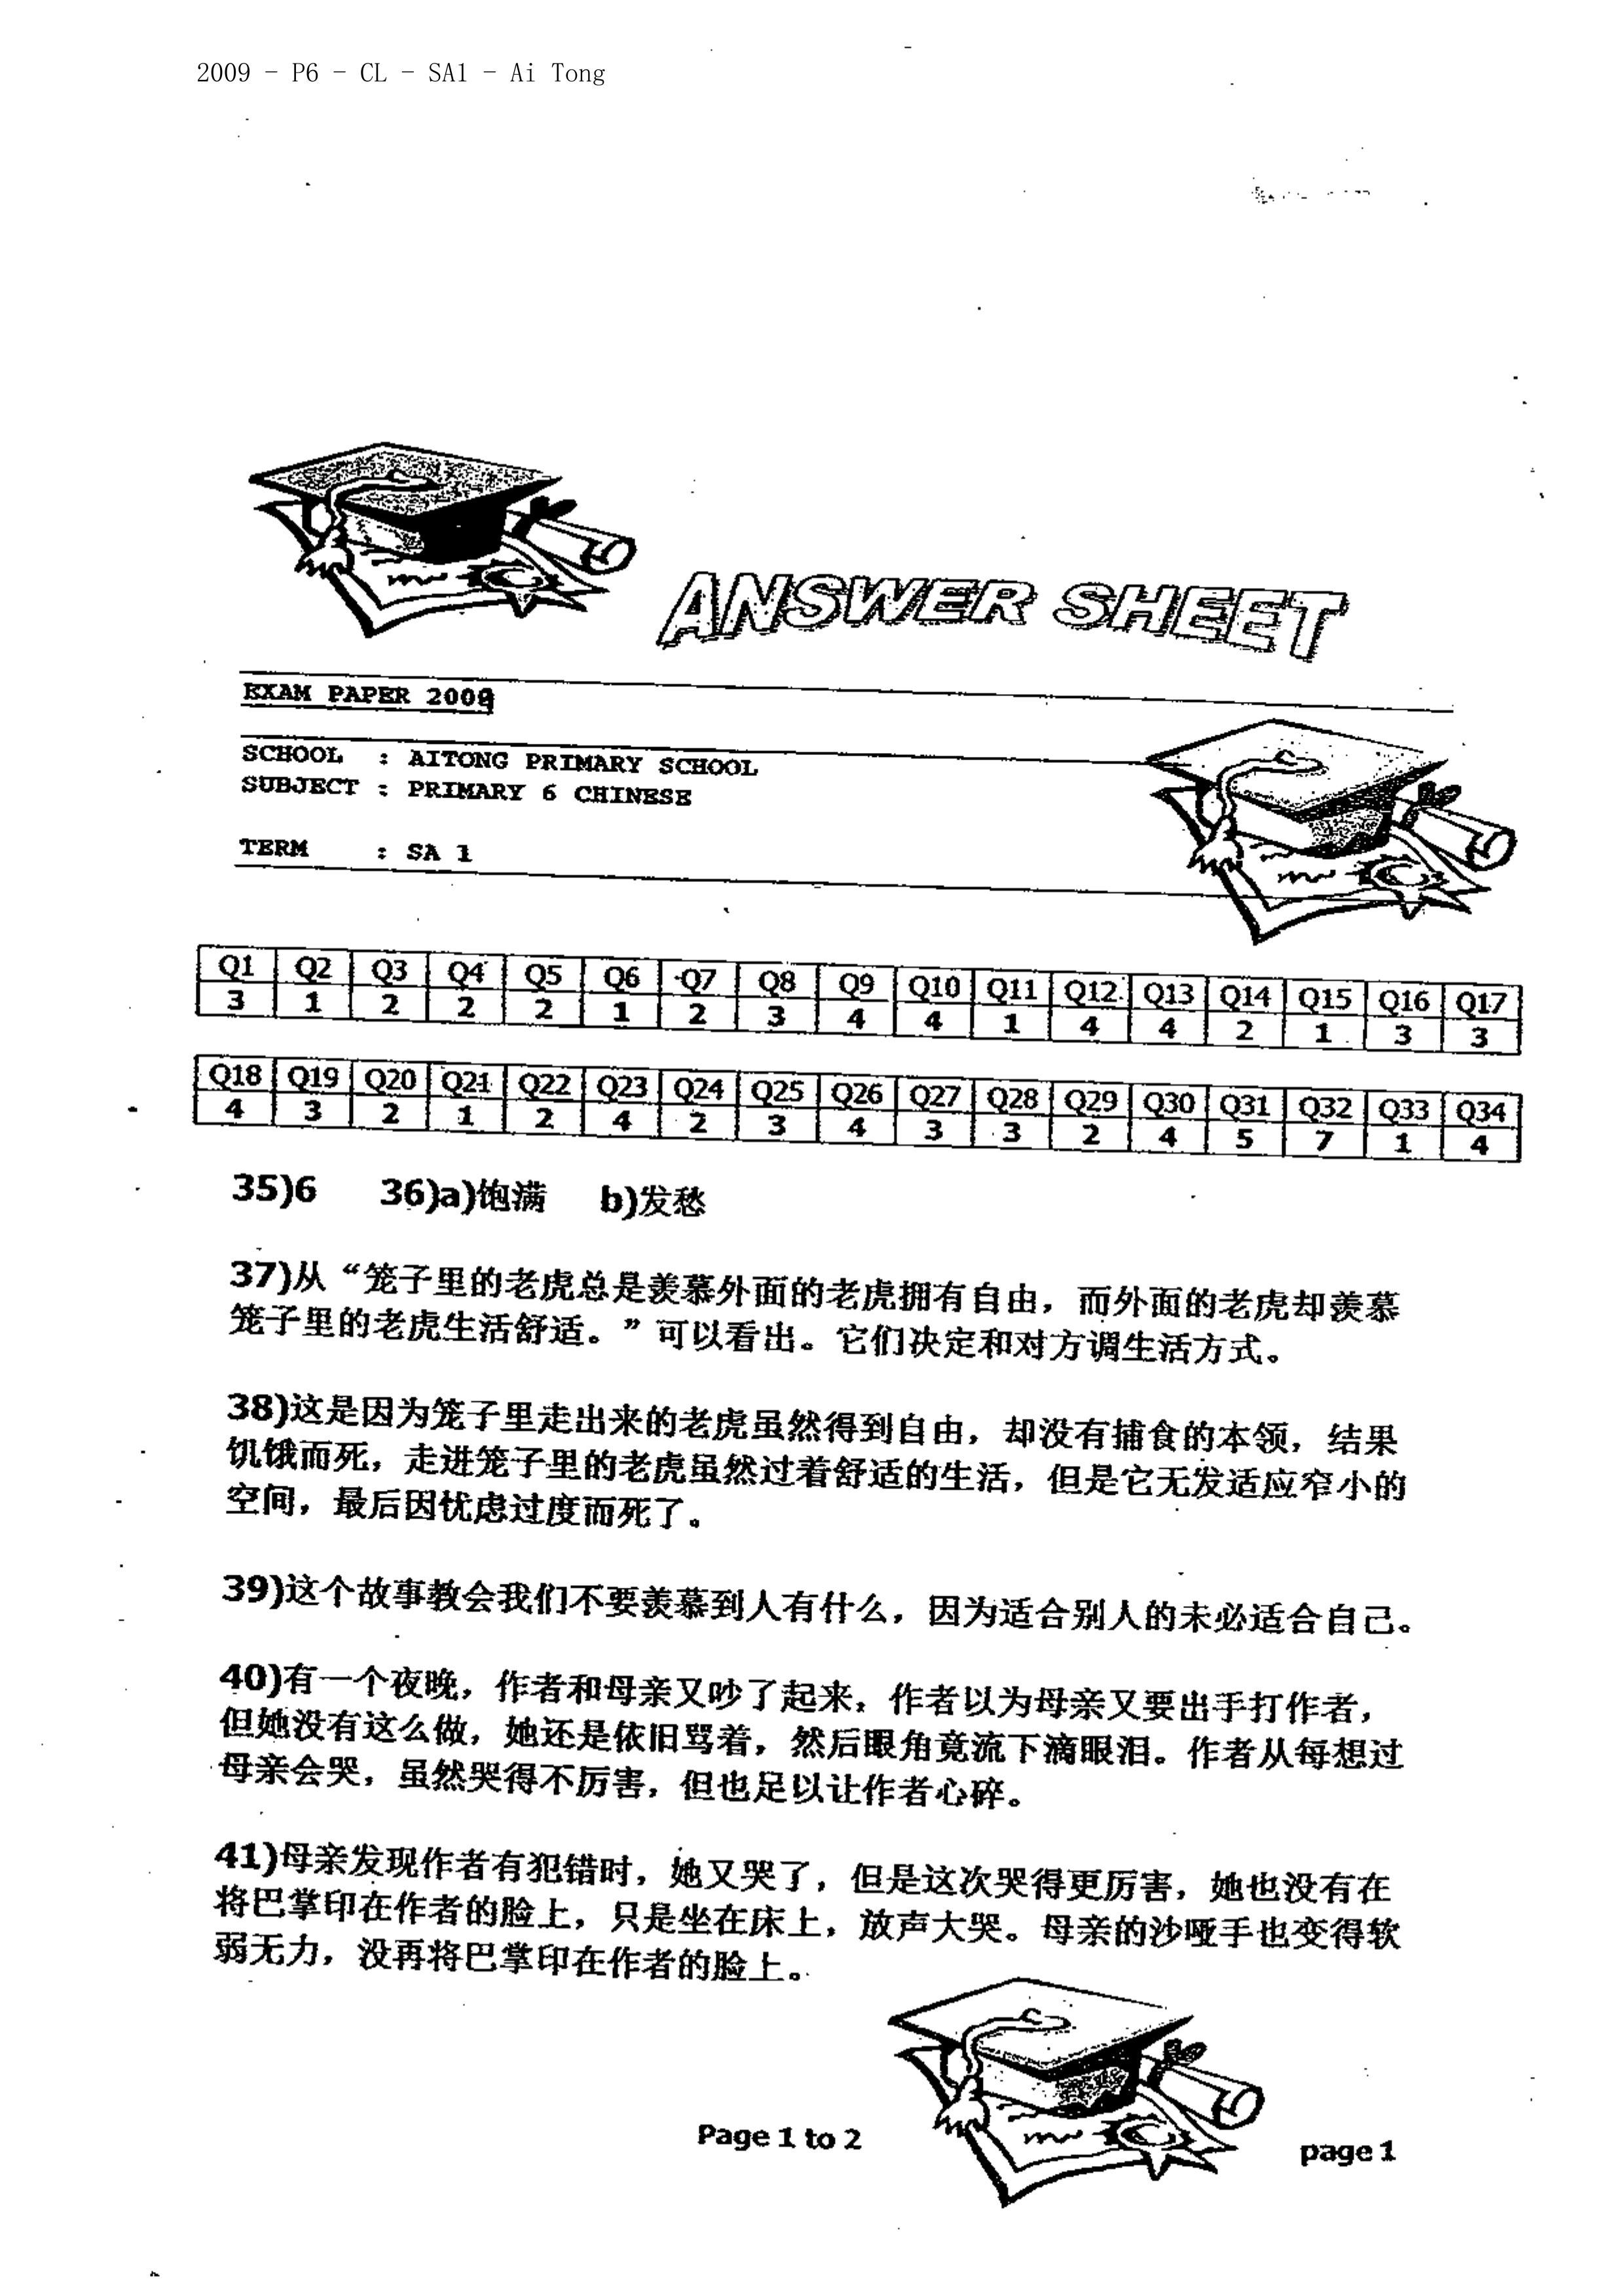 2009 - P6 - CL - SA1 - Ai Tong
ANSWER SHEET
EXAM PAPER 2009
SCHOOL : AITONG PRIMARY SCHOOL
SUBJECT : PRIMARY 6 CHINESE
TERM : SA 1
Q1 Q2 Q3 Q4 Q5 Q6 Q7 Q8 Q9 Q10 Q11 Q12 Q13 Q14 Q15 Q16 Q17
3 1 2 2 2 1 2 3 4 4 1 4 4 2 1 3 3
Q18 Q19 Q20 Q21 Q22 Q23 Q24 Q25 Q26 Q27 Q28 Q29 Q30 Q31 Q32 Q33 Q34
4 3 2 1 2 4 2 3 4 3 3 2 4 5 7 1 4
35)6 36)a)饱满 b)发愁
37)从“笼子里的老虎总是羡慕外面的老虎拥有自由，而外面的老虎却羡慕
笼子里的老虎生活舒适。”可以看出。它们决定和对方调生活方式。
38)这是因为笼子里走出来的老虎虽然得到自由，却没有捕食的本领，结果
饥饿而死，走进笼子里的老虎虽然过着舒适的生活，但是它无发适应窄小的
空间，最后因忧虑过度而死了。
39)这个故事教会我们不要羡慕到人有什么，因为适合别人的未必适合自己。
40)有一个夜晚，作者和母亲又吵了起来，作者以为母亲又要出手打作者，
但她没有这么做，她还是依旧骂着，然后眼角竟流下滴眼泪。作者从每想过
母亲会哭，虽然哭得不厉害，但也足以让作者心碎。
41)母亲发现作者有犯错时，她又哭了，但是这次哭得更厉害，她也没有在
将巴掌印在作者的脸上，只是坐在床上，放声大哭。母亲的沙哑手也变得软
弱无力，没再将巴掌印在作者的脸上。
Page 1 to 2
page 1